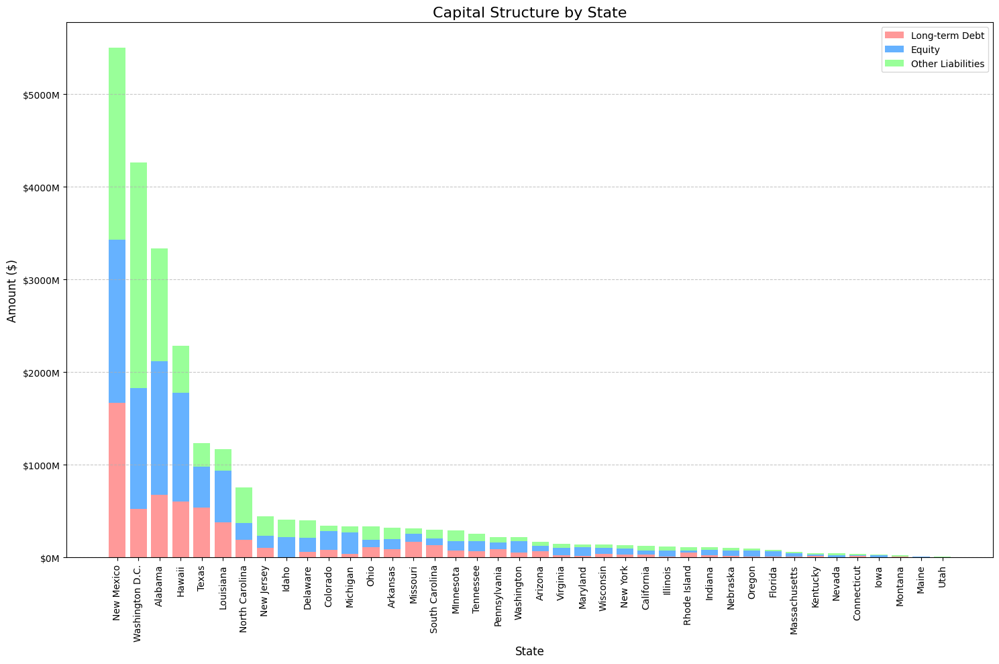 Capital Structure by State
Long-term Debt
Equity
Other Liabilities
$5000M
$4000M
$3000M
$2000M
$1000M
$0M
Amount ($)
New Mexico
Washington D.C.
Alabama
Hawaii
Texas
Louisiana
North Carolina
New Jersey
Idaho
Delaware
Colorado
Michigan
Ohio
Arkansas
Missouri
South Carolina
MInnesota
Tennessee
Pennsylvania
Washington
Arizona
Virginia
Maryland
Wisconsin
New York
California
Illinois
Rhode Island
Indiana
Nebraska
Oregon
Florida
Massachusetts
Kentucky
Nevada
Connecticut
Iowa
Montana
Maine
Utah
State